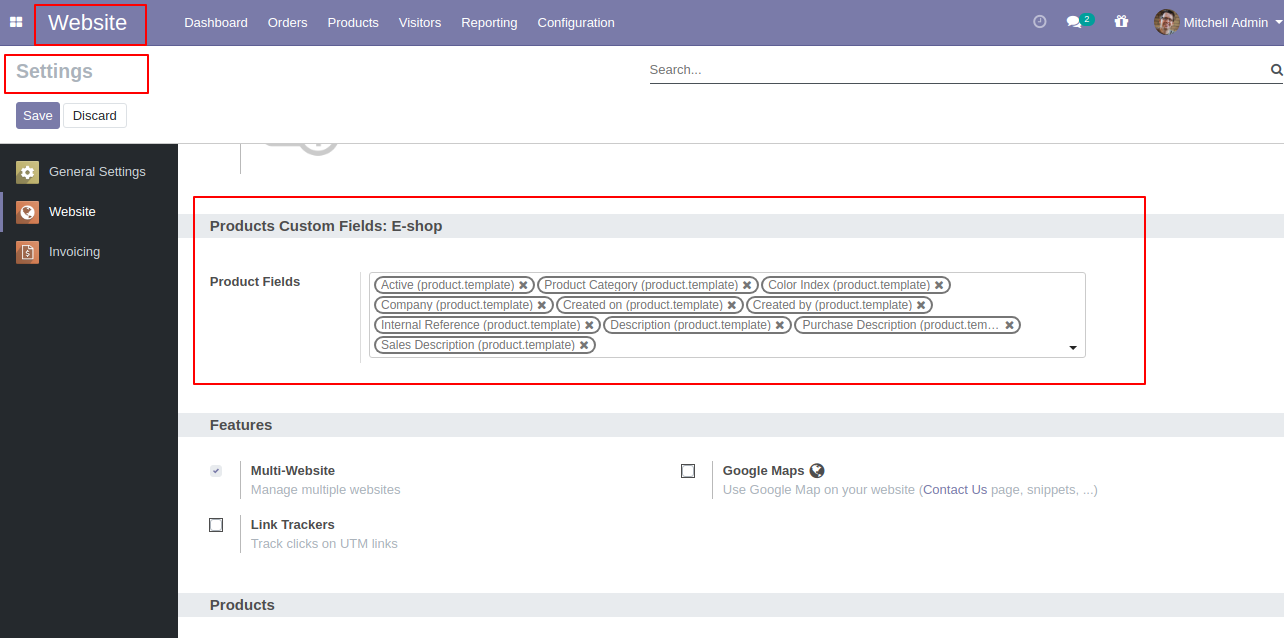 Website Dashboard Orders Products Visitors Reporting Configuration 2 Mitchell Admin
Settings Search...
Save Discard
General Settings
Website
Invoicing
Products Custom Fields: E-shop
Product Fields
Active (product.template) Product Category (product.template) Color Index (product.template)
Company (product.template) Created on (product.template) Created by (product.template)
Internal Reference (product.template) Description (product.template) Purchase Description (product.tem…
Sales Description (product.template)
Features
Multi-Website
Manage multiple websites
Google Maps
Use Google Map on your website (Contact Us page, snippets, ...)
Link Trackers
Track clicks on UTM links
Products